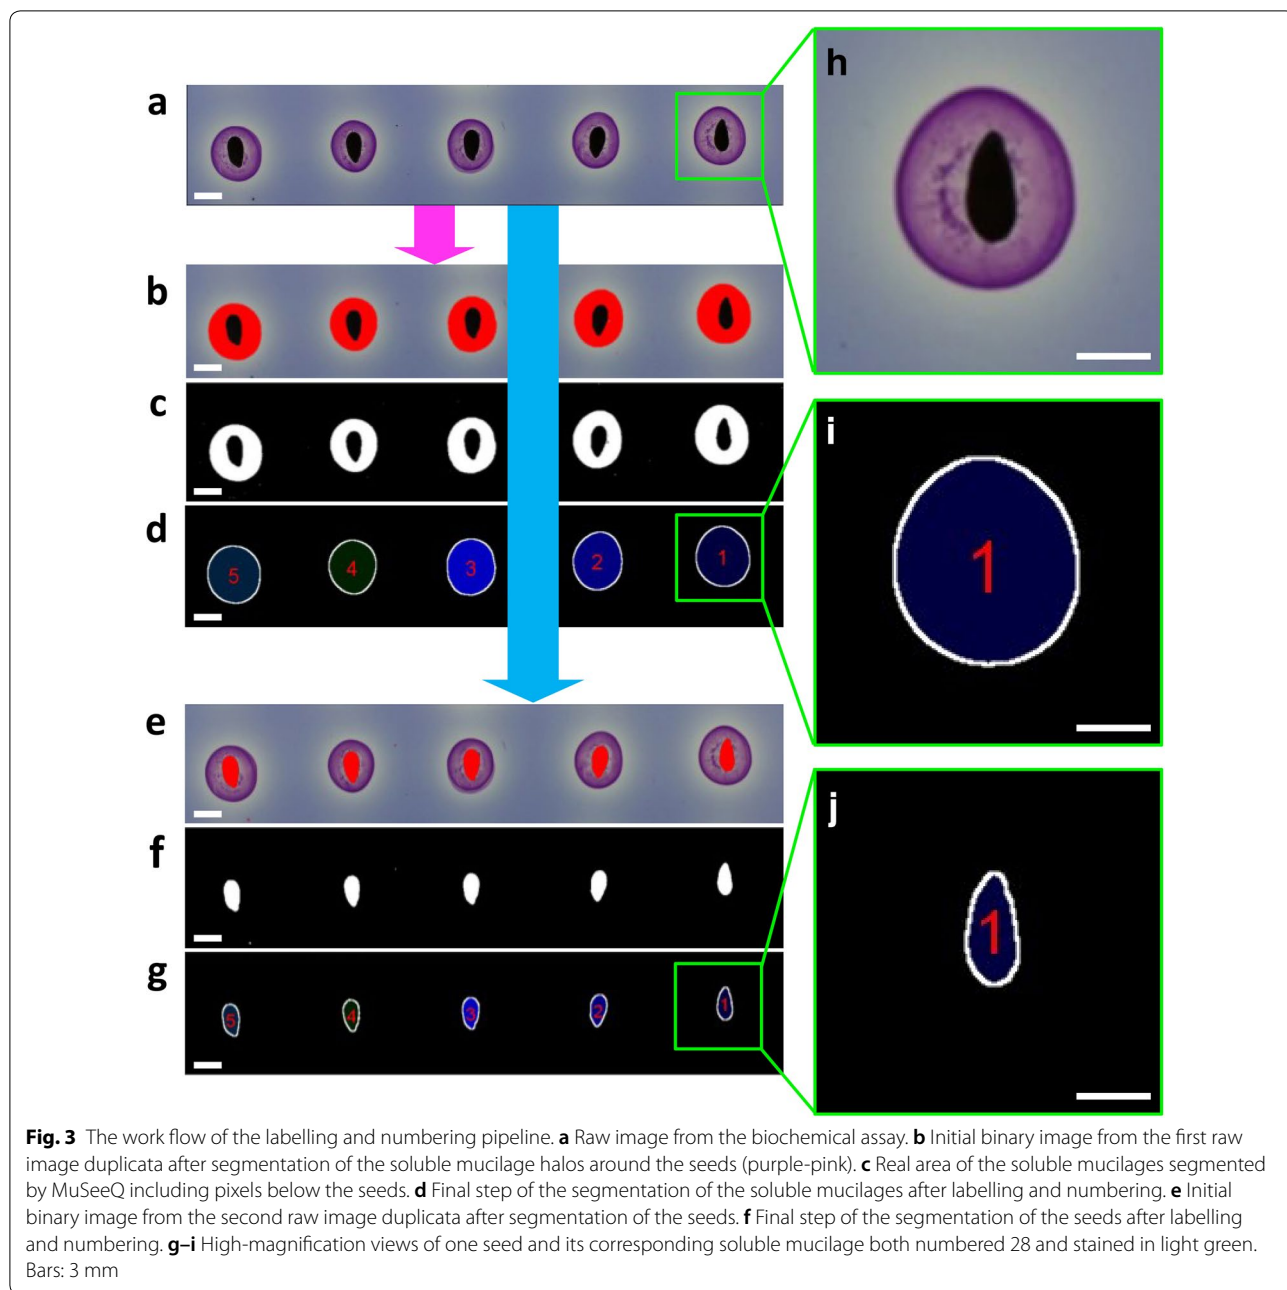 a
h
b
c
i
d
5 4 3 2 1
1
e
j
f
1
g
5 4 3 2 1
Fig. 3 The work flow of the labelling and numbering pipeline. a Raw image from the biochemical assay. b Initial binary image from the first raw
image duplicata after segmentation of the soluble mucilage halos around the seeds (purple-pink). c Real area of the soluble mucilages segmented
by MuSeeQ including pixels below the seeds. d Final step of the segmentation of the soluble mucilages after labelling and numbering. e Initial
binary image from the second raw image duplicata after segmentation of the seeds. f Final step of the segmentation of the seeds after labelling
and numbering. g–i High-magnification views of one seed and its corresponding soluble mucilage both numbered 28 and stained in light green.
Bars: 3 mm